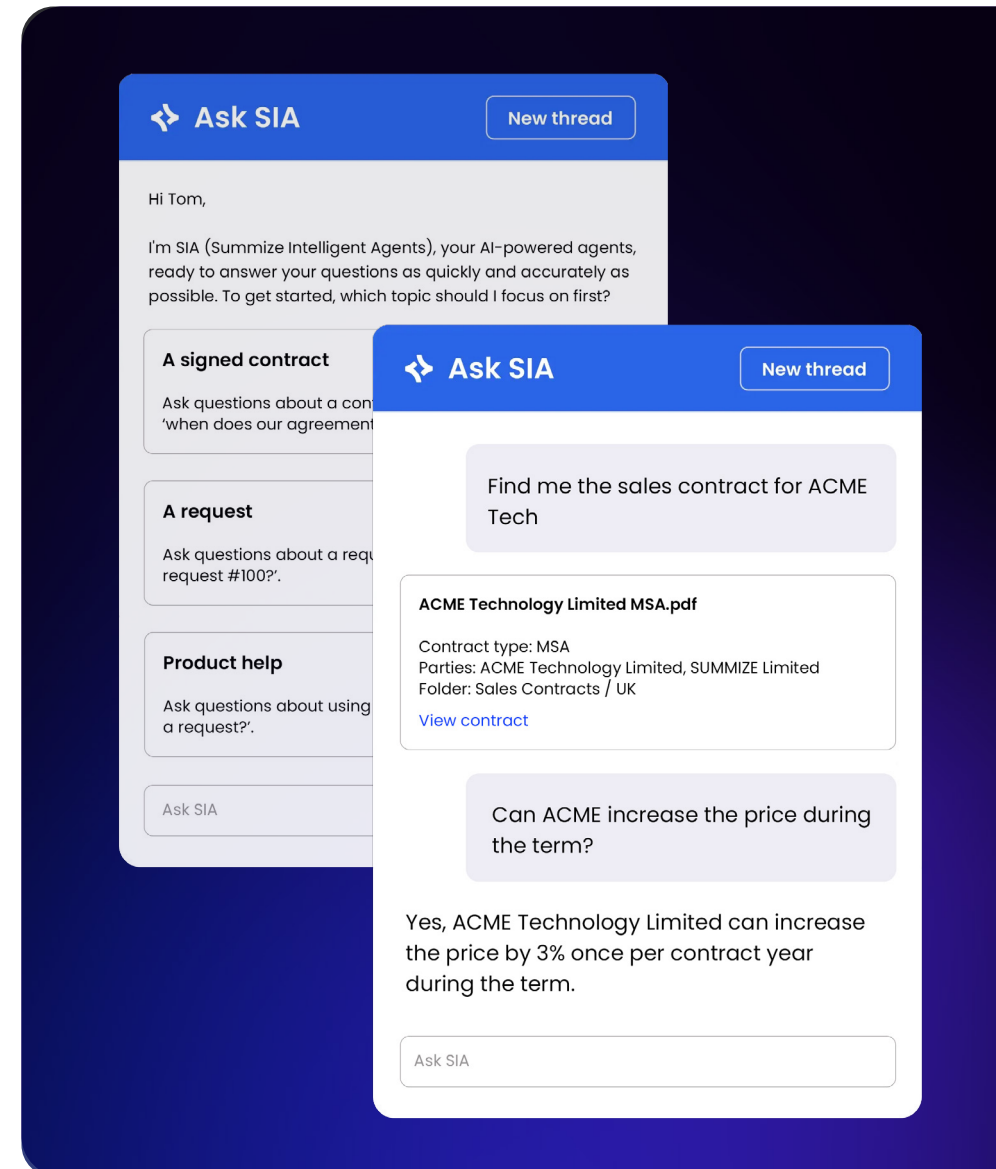 Ask SIA
New thread
Hi Tom,
I'm SIA (Summize Intelligent Agents), your AI-powered agents,
ready to answer your questions as quickly and accurately as
possible. To get started, which topic should I focus on first?
A signed contract
Ask questions about a
'when does our agreement
A request
Ask questions about a
request #100?'.
Product help
Ask questions about using
a request?'.
Ask SIA
Ask SIA
New thread
Find me the sales contract for ACME
Tech
ACME Technology Limited MSA.pdf
Contract type: MSA
Parties: ACME Technology Limited, SUMMIZE Limited
Folder: Sales Contracts / UK
View contract
Can ACME increase the price during
the term?
Yes, ACME Technology Limited can increase
the price by 3% once per contract year
during the term.
Ask SIA